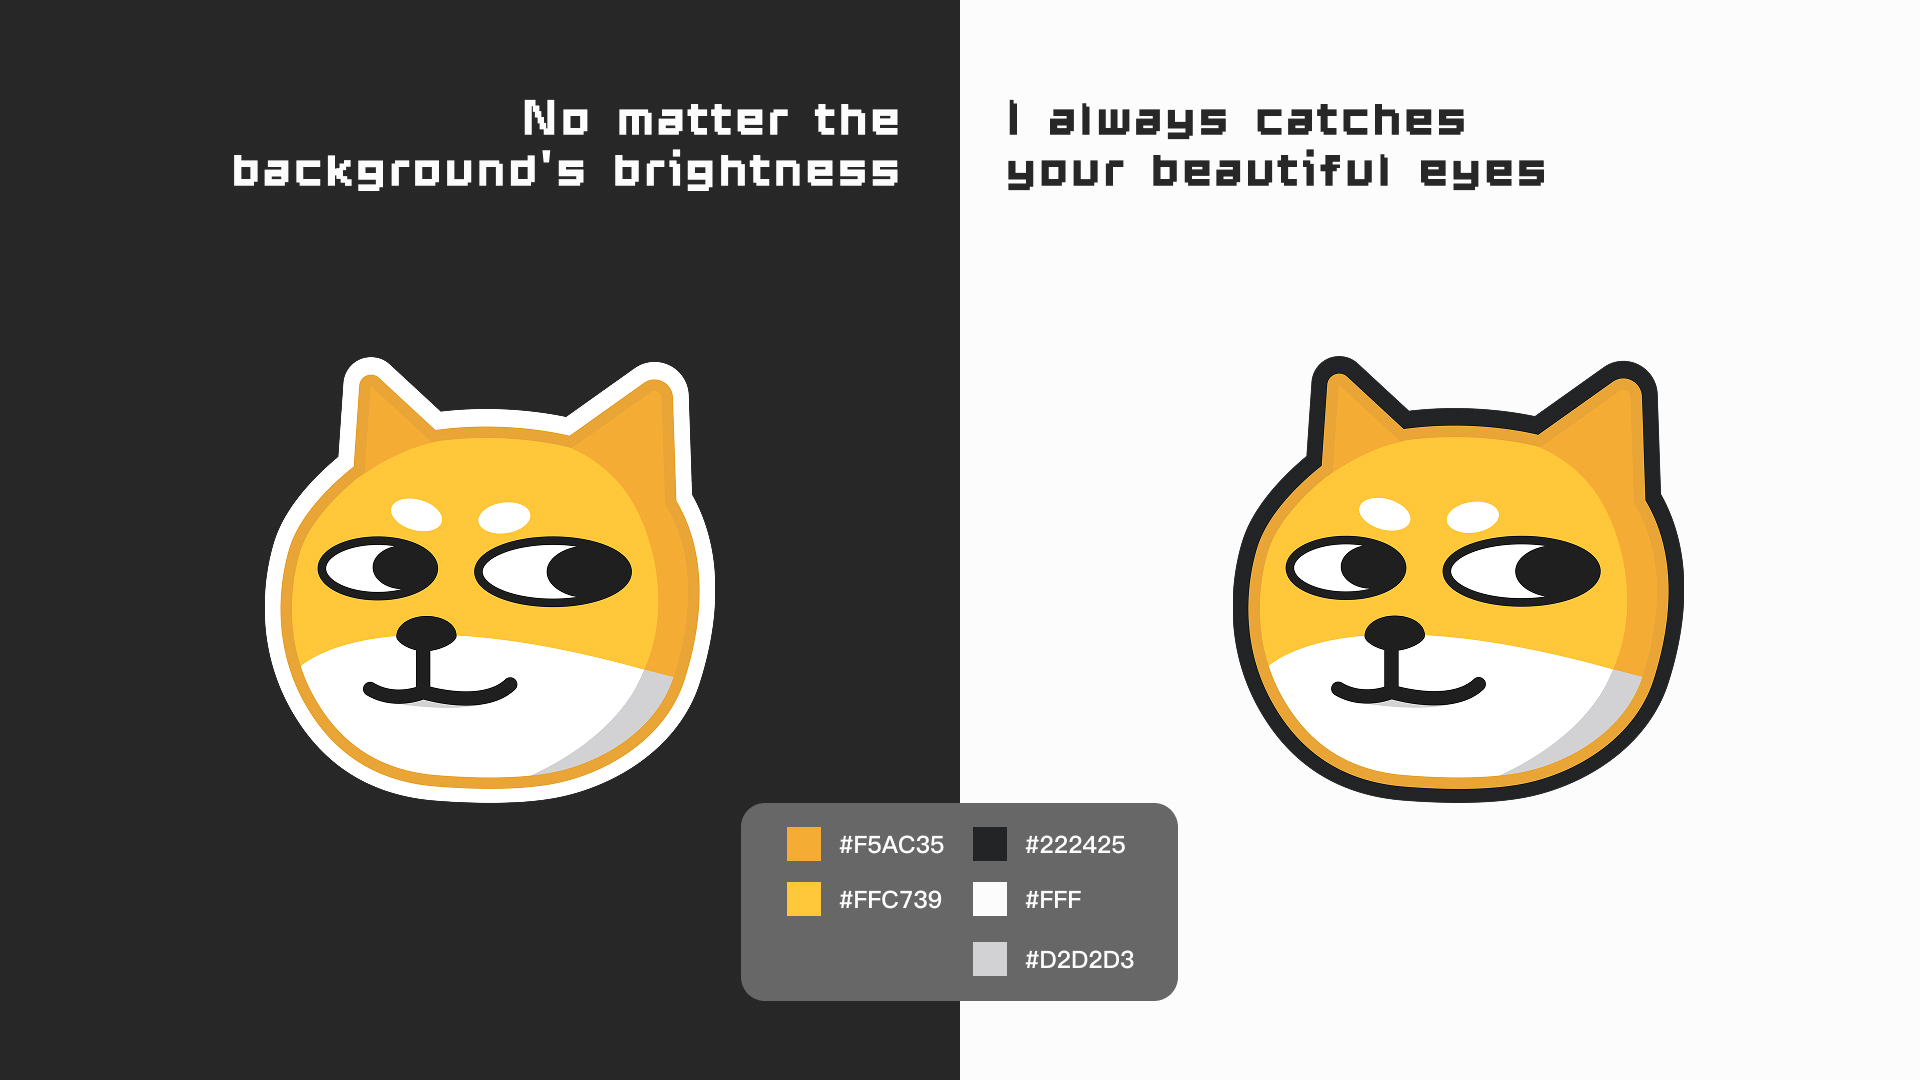 No matter the
background's brightness
I always catches
your beautiful eyes
#F5AC35
#222425
#FFC739
#FFF
#D2D2D3